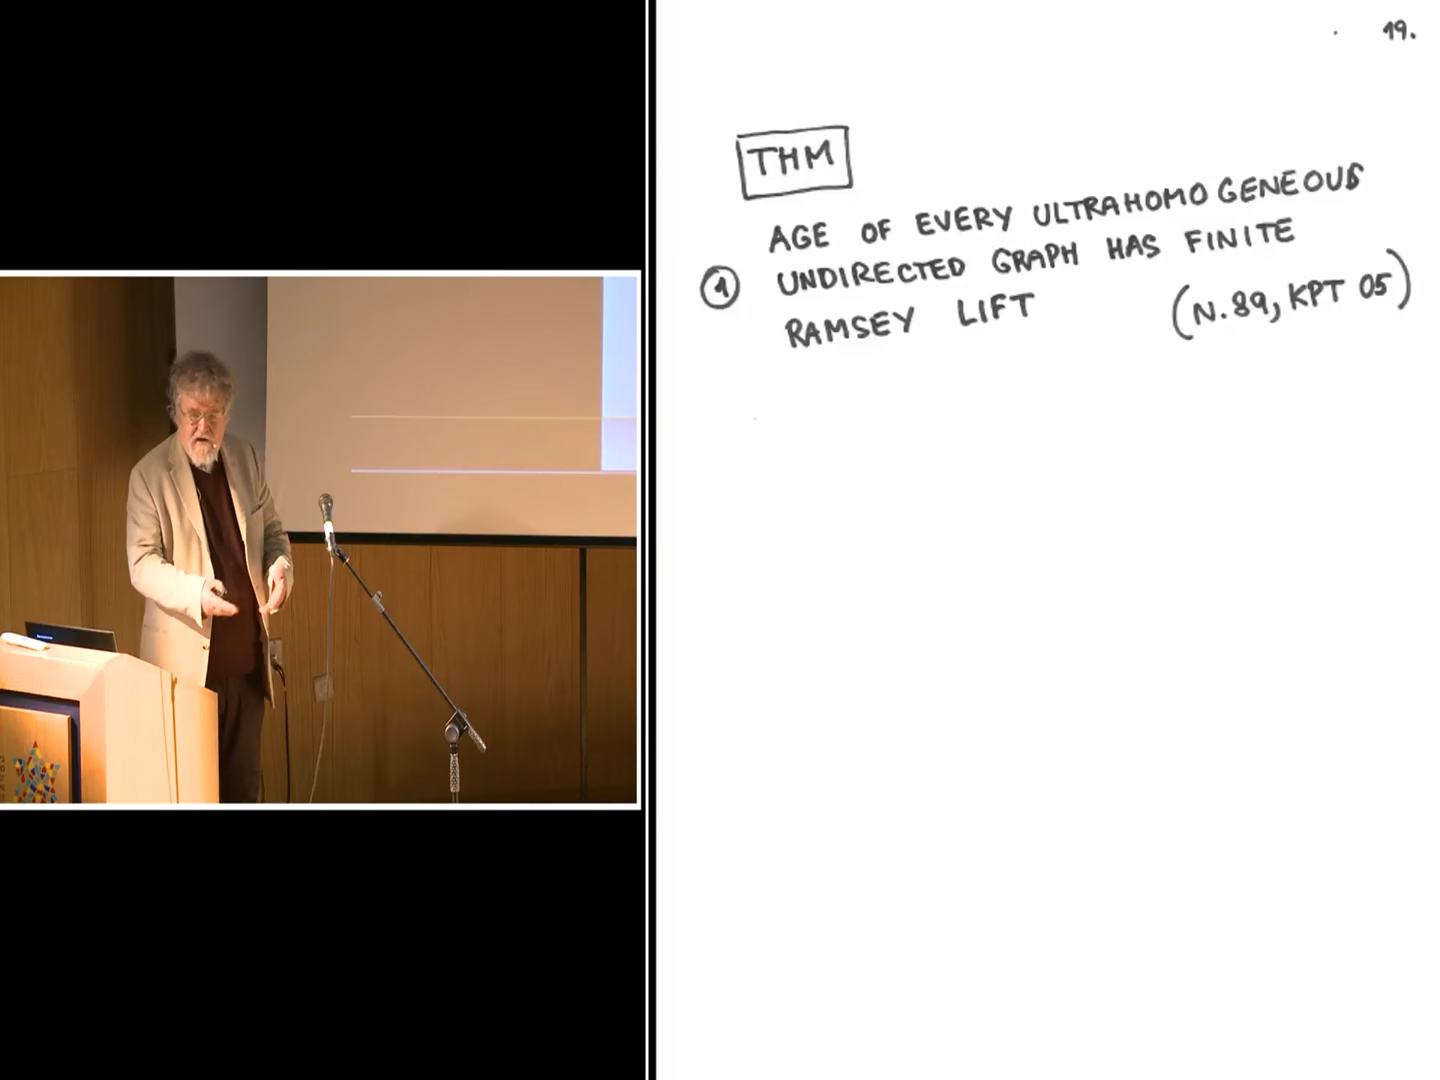 19.
THM
AGE OF EVERY ULTRAHOMOGENEOUS
① UNDIRECTED GRAPH HAS FINITE
RAMSEY LIFT (N.89, KPT 05)